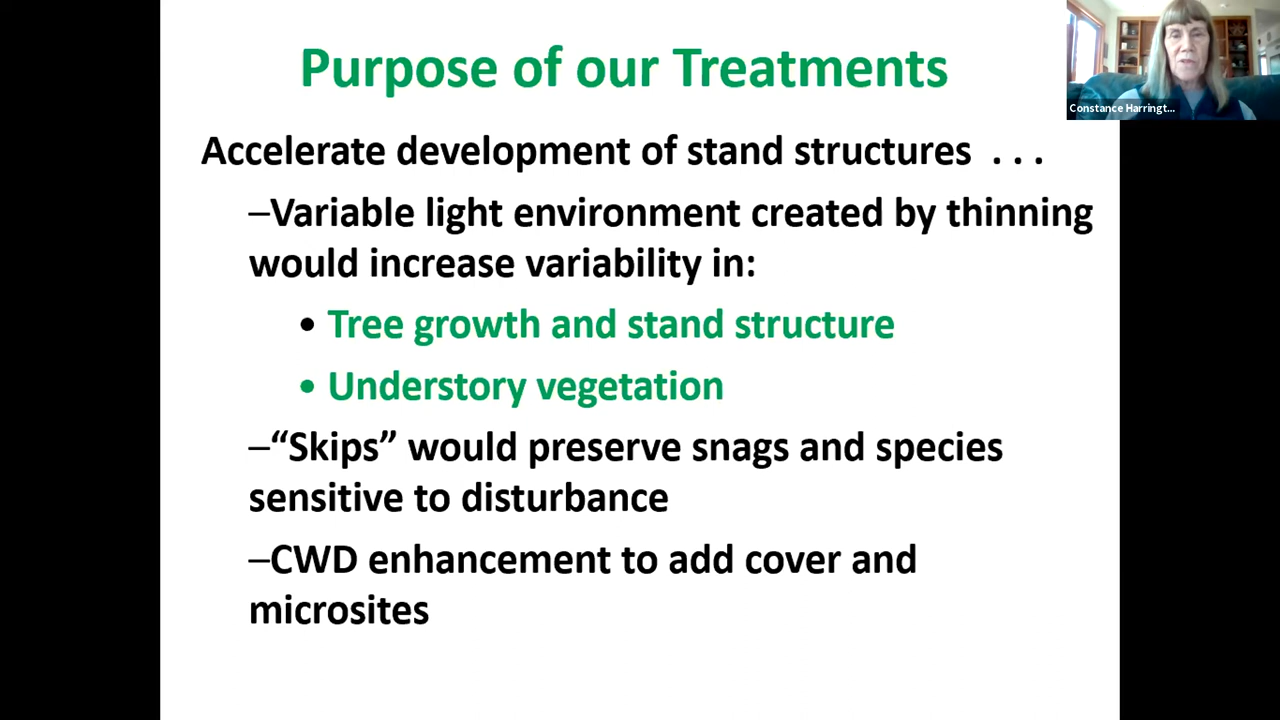 Purpose of our Treatments
Constance Harringt...
Accelerate development of stand structures . . .
–Variable light environment created by thinning
would increase variability in:
• Tree growth and stand structure
• Understory vegetation
–“Skips” would preserve snags and species
sensitive to disturbance
–CWD enhancement to add cover and
microsites